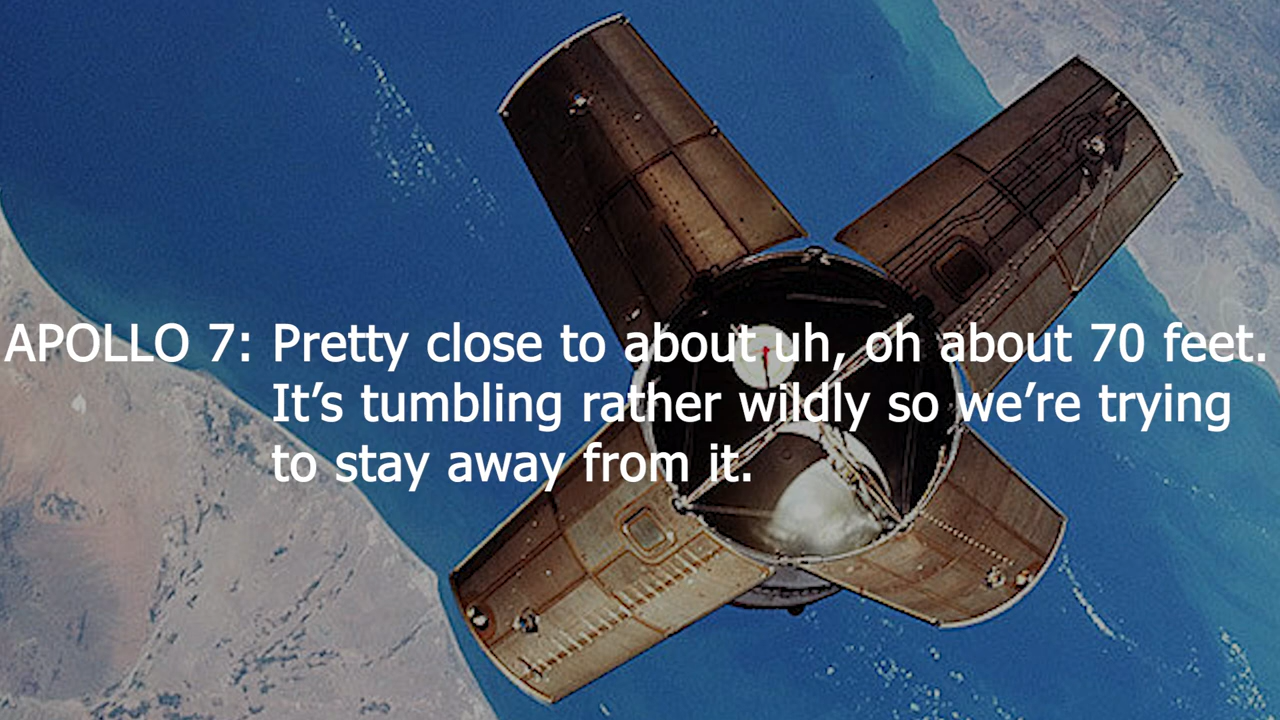 APOLLO 7: Pretty close to about uh, oh about 70 feet.
It’s tumbling rather wildly so we’re trying
to stay away from it.